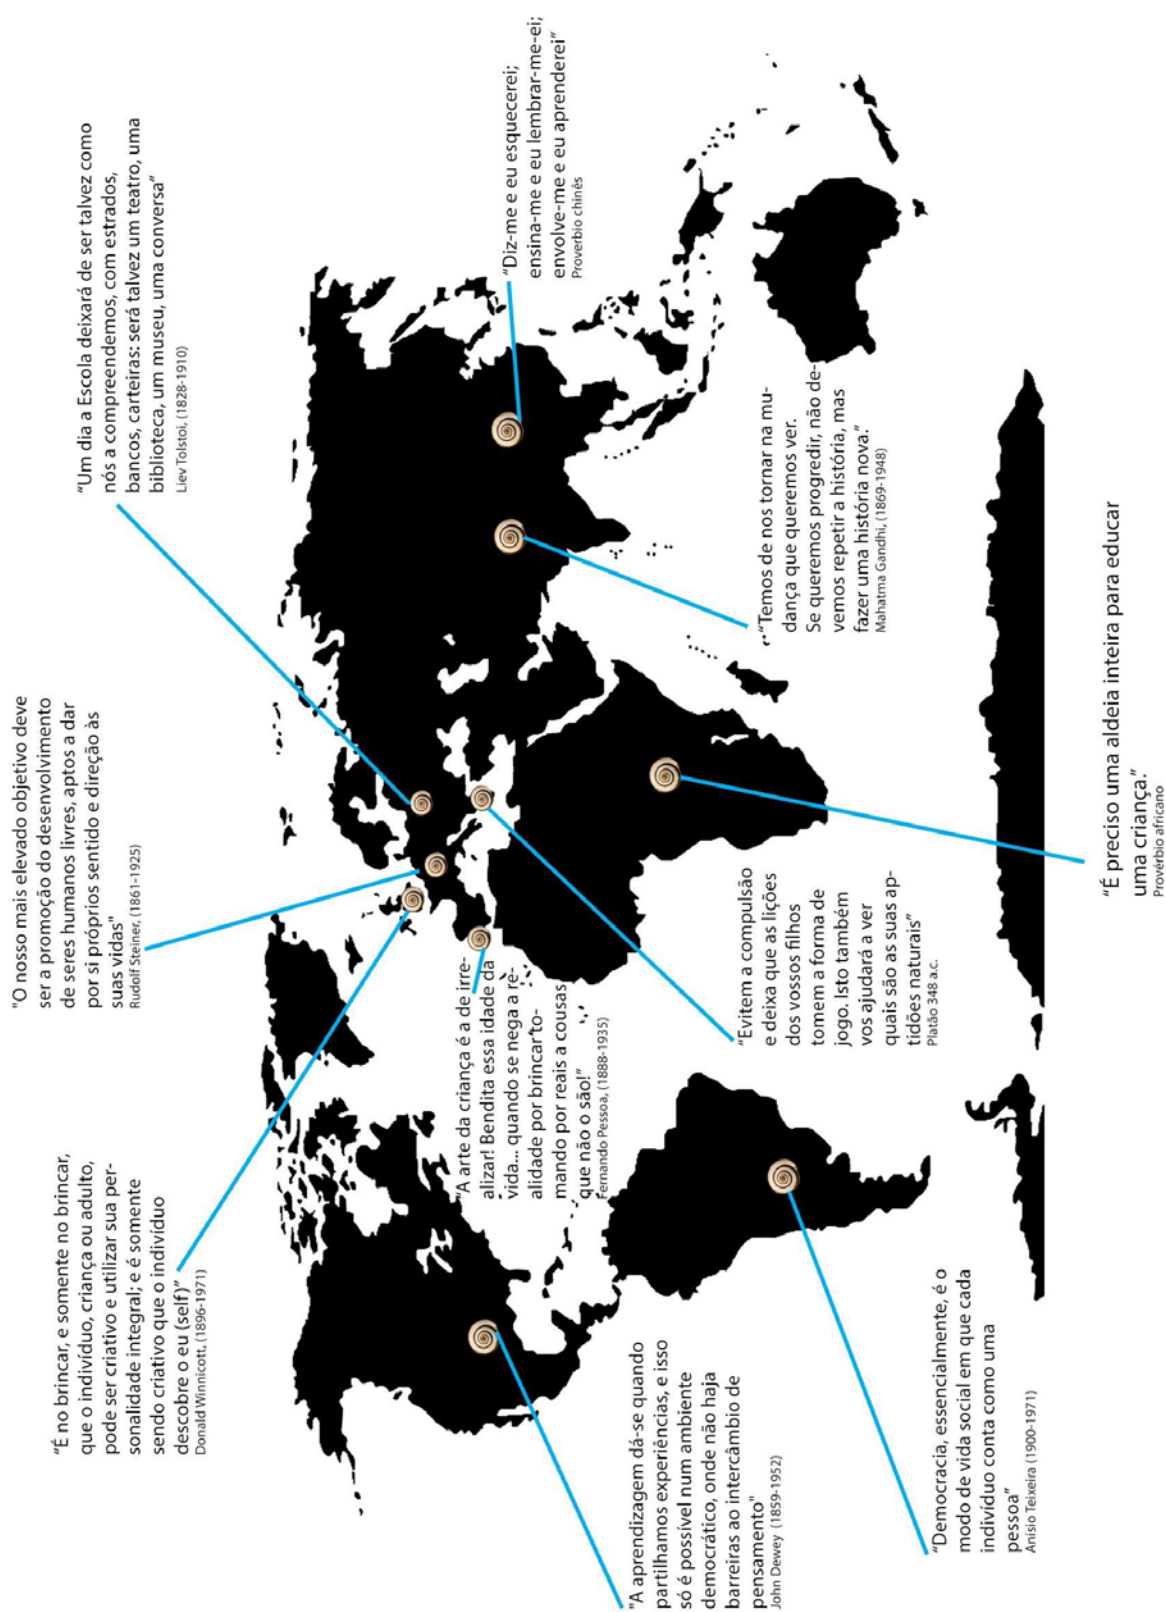 "O nosso mais elevado objetivo deve
ser a promoção do desenvolvimento
de seres humanos livres, aptos a dar
por si próprios sentido e direção às
suas vidas"
Rudolf Steiner, (1861-1925)
"Um dia a Escola deixará de ser talvez como
nós a compreendemos, com estrados,
bancos, carteiras: será talvez um teatro, uma
biblioteca, um museu, uma conversa”
Liev Tolstoi, (1828-1910)
“É no brincar, e somente no brincar,
que o indivíduo, criança ou adulto,
pode ser criativo e utilizar sua per-
sonalidade integral; e é somente
sendo criativo que o indivíduo
descobre o eu (self)”
Donald Winnicott, (1896-1971)
"A arte da criança é a de irre-
alizar! Bendita essa idade da
vida... quando se nega a re-
alidade por brincar to-
mando por reais a cousas
que não o são!”
Fernando Pessoa, (1888-1935)
“Diz-me e eu esquecerei;
ensina-me e eu lembrar-me-ei;
envolve-me e eu aprenderei”
Proverbio chinês
"A aprendizagem dá-se quando
partilhamos experiências, e isso
só é possível num ambiente
democrático, onde não haja
barreiras ao intercâmbio de
pensamento"
John Dewey (1859-1952)
“Evitem a compulsão
e deixa que as lições
dos vossos filhos
tomem a forma de
jogo. Isto também
vos ajudará a ver
quais são as suas ap-
tidões naturais”
Platão 348 a.c.
“Temos de nos tornar na mu-
dança que queremos ver.
Se queremos progredir, não de-
vemos repetir a história, mas
fazer uma história nova.”
Mahatma Gandhi, (1869-1948)
“Democracia, essencialmente, é o
modo de vida social em que cada
indivíduo conta como uma
pessoa”
Anísio Teixeira (1900-1971)
“É preciso uma aldeia inteira para educar
uma criança.”
Provérbio africano